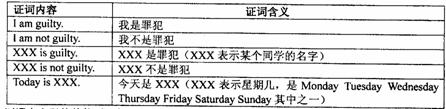 证词内容 证词含义
I am guilty. 我是罪犯
I am not guilty. 我不是罪犯
XXX is guilty. XXX 是罪犯（XXX 表示某个同学的名字）
XXX is not guilty. XXX 不是罪犯
Today is XXX. 今天是 XXX（XXX 表示星期几，是 Monday Tuesday Wednesday
Thursday Friday Saturday Sunday 其中之一）